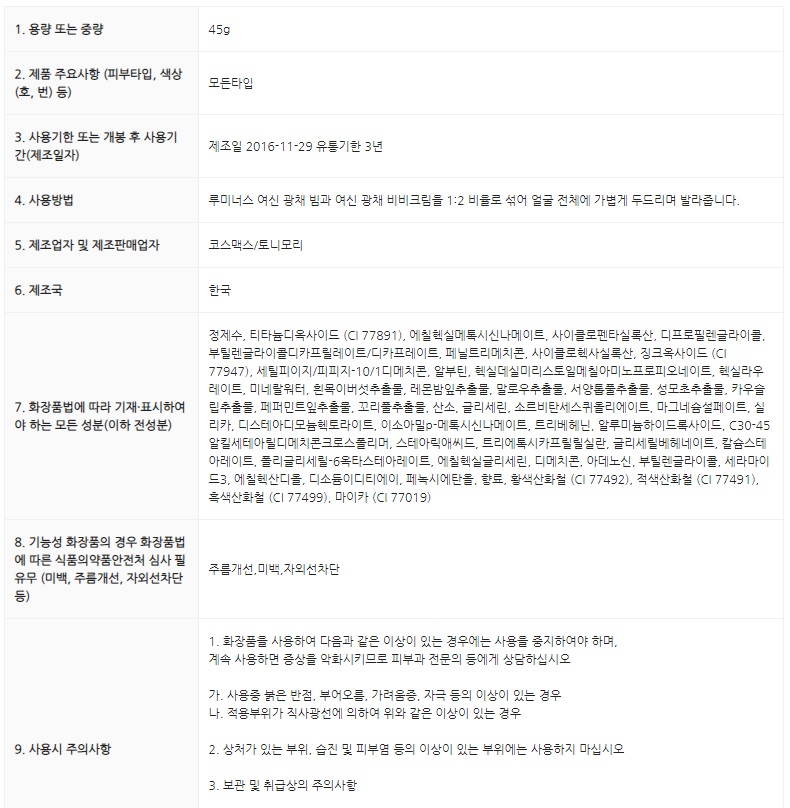 1. 용량 또는 중량
45g
2. 제품 주요사항 (피부타입, 색상
(호, 번) 등)
모든타입
3. 사용기한 또는 개봉 후 사용기
간(제조일자)
제조일 2016-11-29 유통기한 3년
4. 사용방법
루미너스 여신 광채 빔과 여신 광채 비비크림을 1:2 비율로 섞어 얼굴 전체에 가볍게 두드리며 발라줍니다.
5. 제조업자 및 제조판매업자
코스맥스/토니모리
6. 제조국
한국
7. 화장품법에 따라 기재·표시하여
야 하는 모든 성분(이하 전성분)
정제수, 티타늄디옥사이드 (CI 77891), 에칠헥실메톡시신나메이트, 사이클로펜타실록산, 디프로필렌글라이콜,
부틸렌글라이콜디카프릴레이트/디카프레이트, 페닐트리메치콘, 사이클로헥사실록산, 징크옥사이드 (CI
77947), 세틸피이지/피피지-10/1디메치콘, 알부틴, 헥실데실미리스토일메칠아미노프로피오네이트, 헥실라우
레이트, 미네랄워터, 흰목이버섯추출물, 레몬밤잎추출물, 말로우추출물, 서양톱풀추출물, 성모초추출물, 카우슬
립추출물, 페퍼민트잎추출물, 꼬리풀추출물, 산소, 글리세린, 소르비탄세스퀴올리에이트, 마그네슘설페이트, 실
리카, 디스테아디모늄헥토라이트, 이소아밀p-메톡시신나메이트, 트리베헤닌, 알루미늄하이드록사이드, C30-45
알킬세테아릴디메치콘크로스폴리머, 스테아릭애씨드, 트리에톡시카프릴릴실란, 글리세릴베헤네이트, 칼슘스테
아레이트, 폴리글리세릴-6옥타스테아레이트, 에칠헥실글리세린, 디메치콘, 아데노신, 부틸렌글라이콜, 세라마이
드3, 에칠헥산디올, 디소듐이디티에이, 페녹시에탄올, 향료, 황색산화철 (CI 77492), 적색산화철 (CI 77491),
흑색산화철 (CI 77499), 마이카 (CI 77019)
8. 기능성 화장품의 경우 화장품법
에 따른 식품의약품안전처 심사 필
유무 (미백, 주름개선, 자외선차단
등)
주름개선,미백,자외선차단
9. 사용시 주의사항
1. 화장품을 사용하여 다음과 같은 이상이 있는 경우에는 사용을 중지하여야 하며,
계속 사용하면 증상을 악화시키므로 피부과 전문의 등에게 상담하십시오
가. 사용중 붉은 반점, 부어오름, 가려움증, 자극 등의 이상이 있는 경우
나. 적용부위가 직사광선에 의하여 위와 같은 이상이 있는 경우
2. 상처가 있는 부위, 습진 및 피부염 등의 이상이 있는 부위에는 사용하지 마십시오
3. 보관 및 취급상의 주의사항